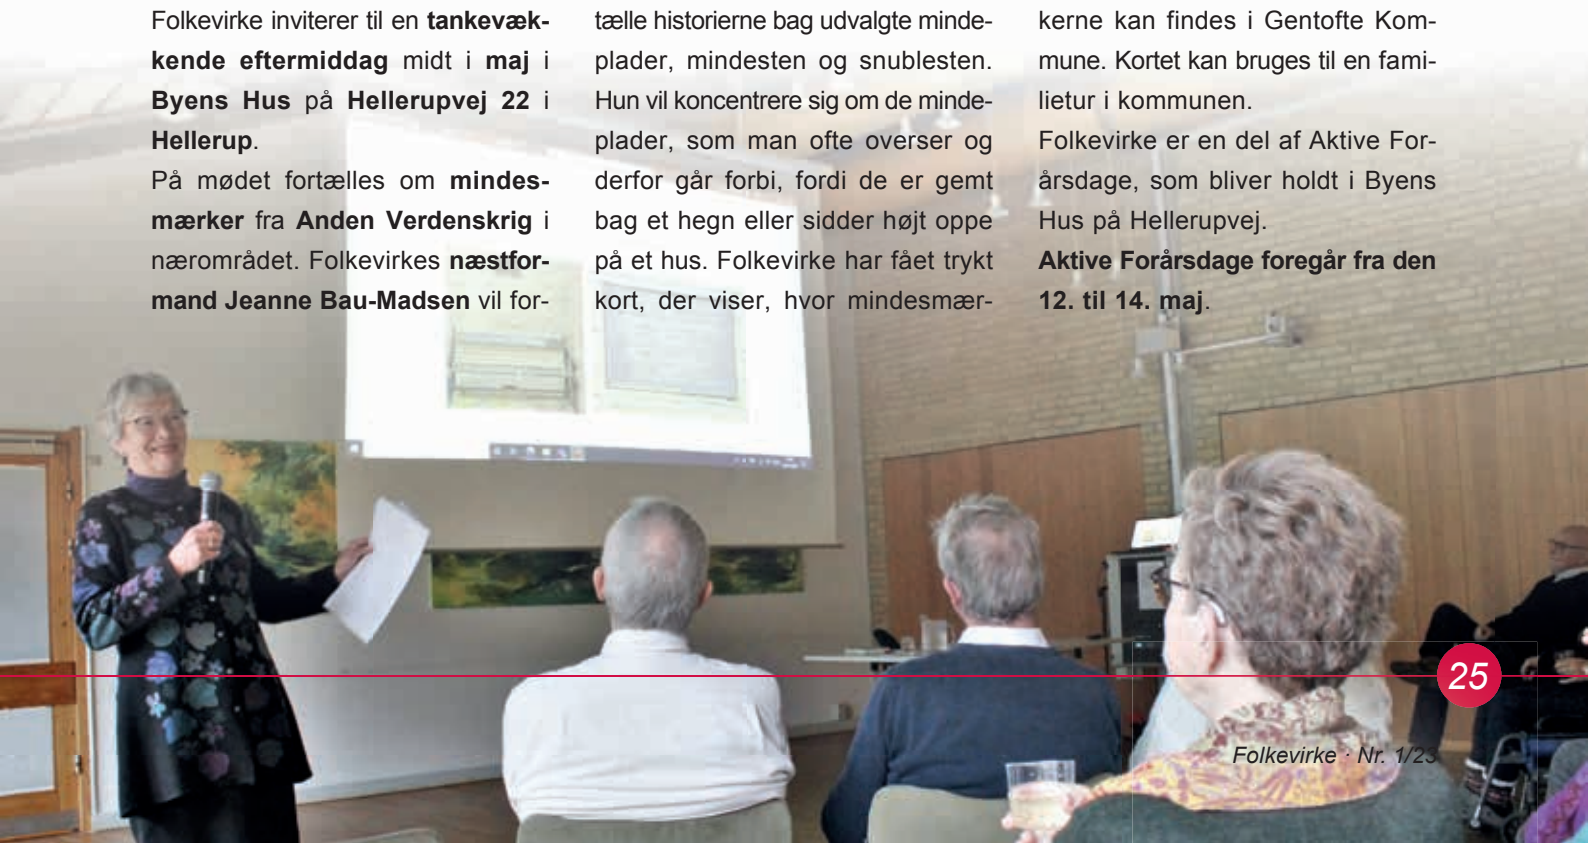 Folkevirke inviterer til en tankevæk-
kende eftermiddag midt i maj i
Byens Hus på Hellerupvej 22 i
Hellerup.
På mødet fortælles om mindes-
mærker fra Anden Verdenskrig i
nærområdet. Folkevirkes næstfor-
mand Jeanne Bau-Madsen vil for-
tælle historierne bag udvalgte minde-
plader, mindesten og snublesten.
Hun vil koncentrere sig om de minde-
plader, som man ofte overser og
derfor går forbi, fordi de er gemt
bag et hegn eller sidder højt oppe
på et hus. Folkevirke har fået trykt
kort, der viser, hvor mindesmær-
kerne kan findes i Gentofte Kom-
mune. Kortet kan bruges til en fami-
lietur i kommunen.
Folkevirke er en del af Aktive For-
årsdage, som bliver holdt i Byens
Hus på Hellerupvej.
Aktive Forårsdage foregår fra den
12. til 14. maj.
25
Folkevirke · Nr. 1/23